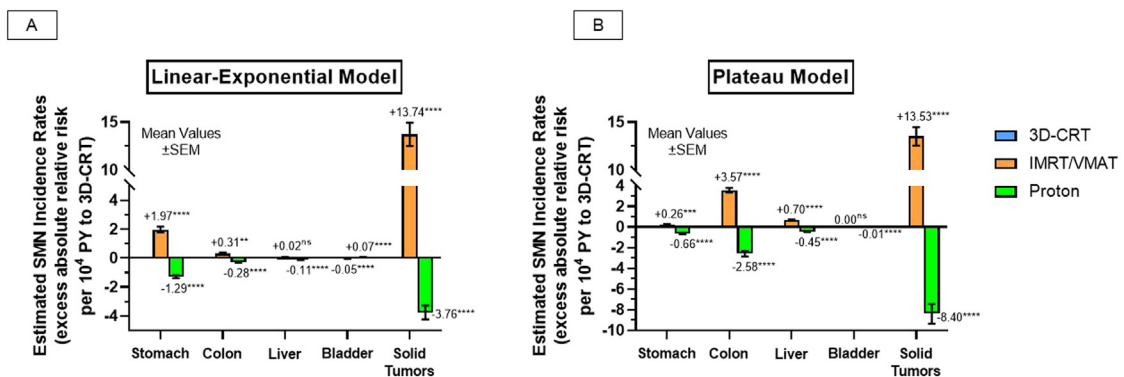 A
B
Linear-Exponential Model
Estimated SMN Incidence Rates
(excess absolute relative risk
per 10⁴ PY to 3D-CRT)
Mean Values
±SEM
15
10
4
2
0
-2
-4
+1.97****
-1.29****
+0.31**
-0.28****
+0.02ns
-0.11****
-0.05****
+0.07****
+13.74****
-3.76****
Stomach
Colon
Liver
Bladder
Solid
Tumors
Plateau Model
Estimated SMN Incidence Rates
(excess absolute relative risk
per 10⁴ PY to 3D-CRT)
Mean Values
±SEM
15
10
4
2
0
-2
-4
-6
-8
-10
+0.26***
-0.66****
+3.57****
-2.58****
+0.70****
-0.45****
0.00ns
-0.01****
+13.53****
-8.40****
Stomach
Colon
Liver
Bladder
Solid
Tumors
3D-CRT
IMRT/VMAT
Proton